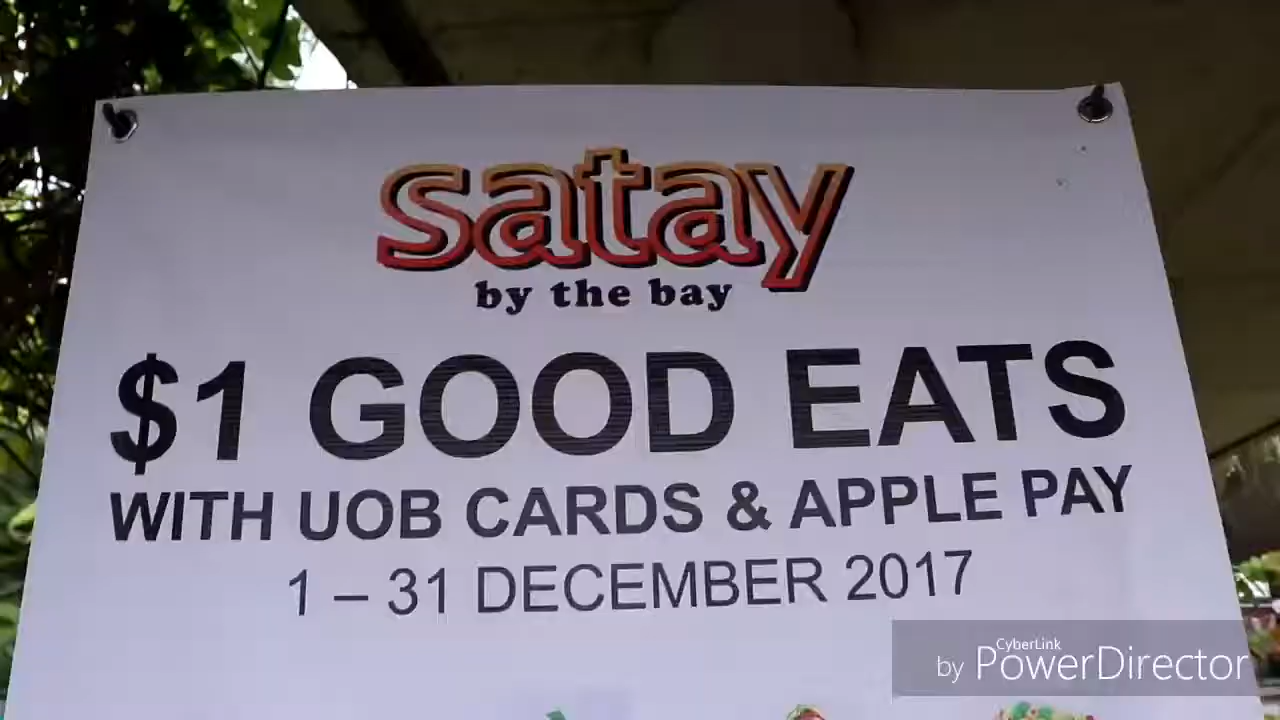 satay
by the bay
$1 GOOD EATS
WITH UOB CARDS & APPLE PAY
1 – 31 DECEMBER 2017
CyberLink
by PowerDirector